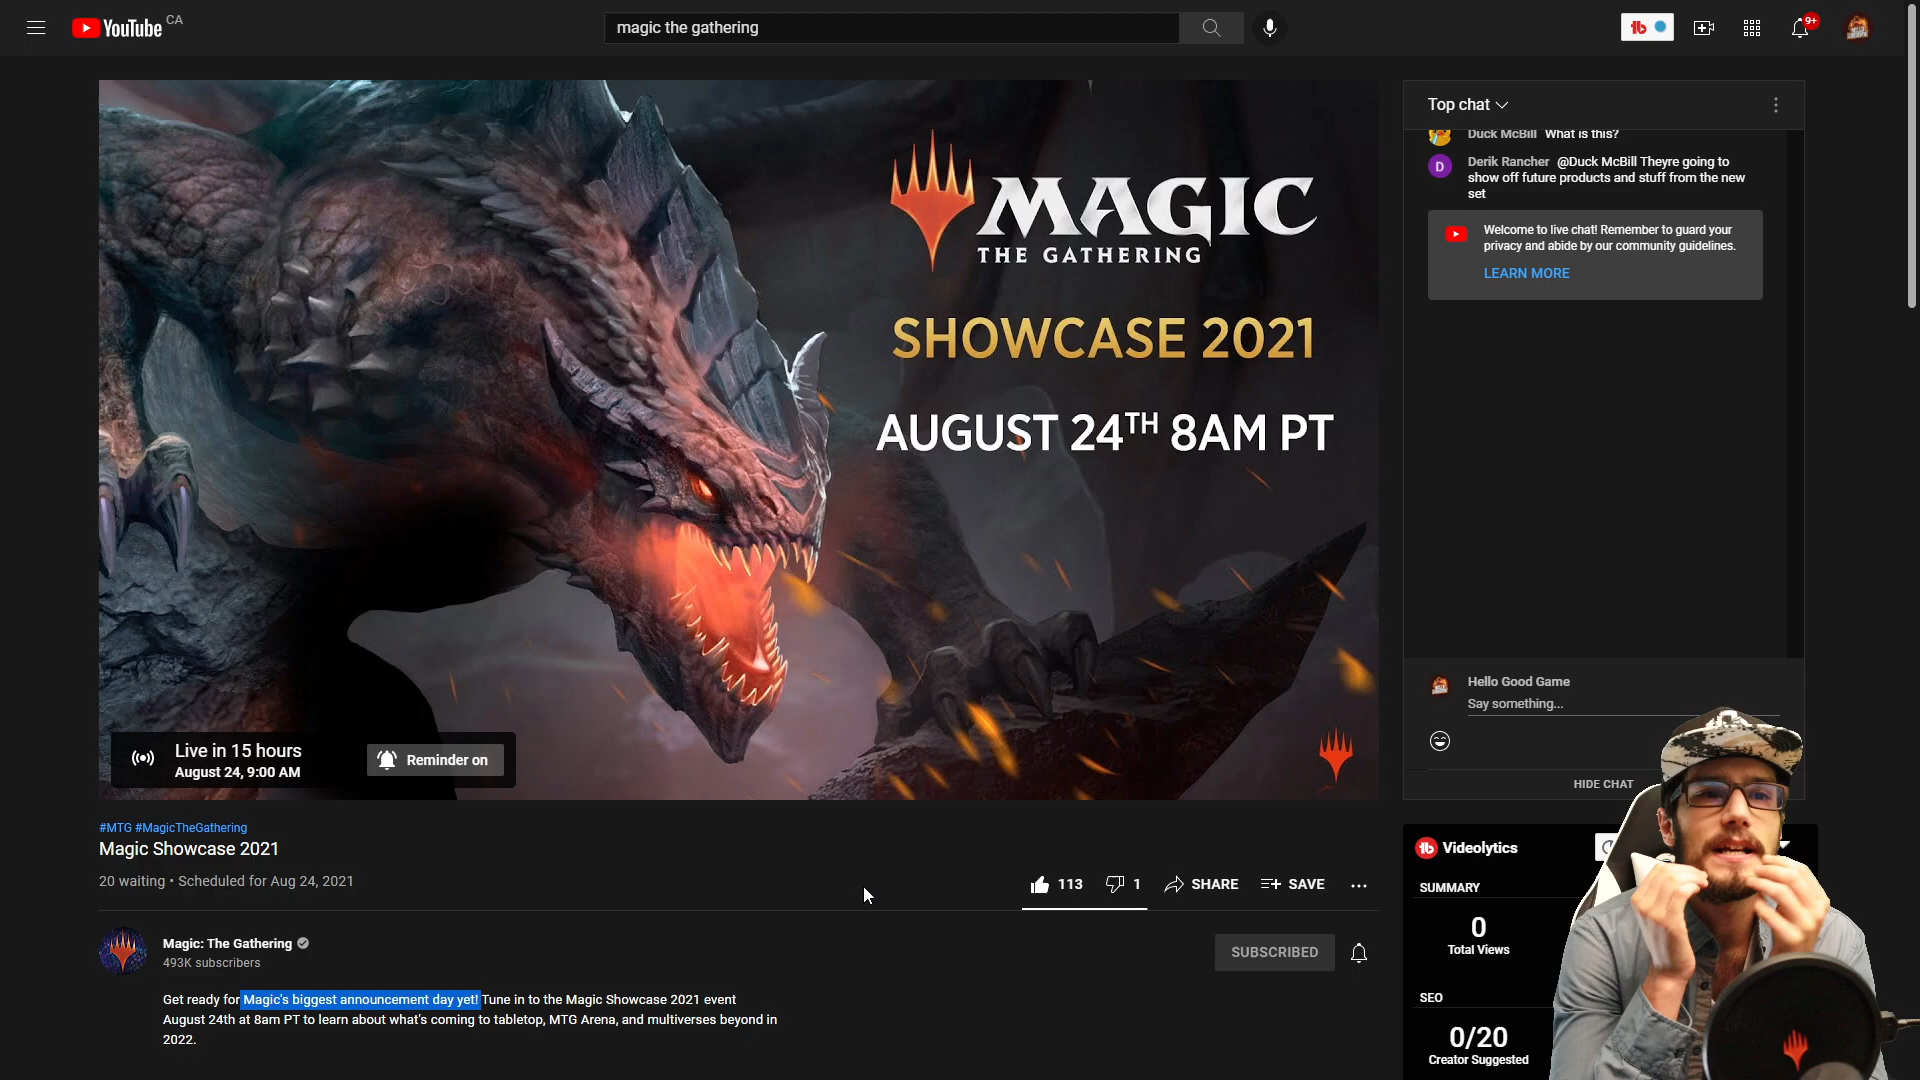 YouTube CA
magic the gathering
9+
MAGIC
THE GATHERING
SHOWCASE 2021
AUGUST 24TH 8AM PT
Live in 15 hours
August 24, 9:00 AM
Reminder on
#MTG #MagicTheGathering
Magic Showcase 2021
20 waiting • Scheduled for Aug 24, 2021
113
1
SHARE
SAVE
Magic: The Gathering
493K subscribers
SUBSCRIBED
Get ready for Magic's biggest announcement day yet! Tune in to the Magic Showcase 2021 event
August 24th at 8am PT to learn about what's coming to tabletop, MTG Arena, and multiverses beyond in
2022.
Top chat
Duck McBill What is this?
D
Derik Rancher @Duck McBill Theyre going to
show off future products and stuff from the new
set
Welcome to live chat! Remember to guard your
privacy and abide by our community guidelines.
LEARN MORE
Hello Good Game
Say something...
HIDE CHAT
Videolytics
SUMMARY
0
Total Views
SEO
0/20
Creator Suggested